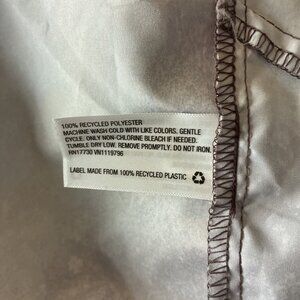 100% RECYCLED POLYESTER
MACHINE WASH COLD WITH LIKE COLORS. GENTLE
CYCLE. ONLY NON-CHLORINE BLEACH IF NEEDED.
TUMBLE DRY LOW. REMOVE PROMPTLY. DO NOT IRON.
RN17730 VN1119796
LABEL MADE FROM 100% RECYCLED PLASTIC